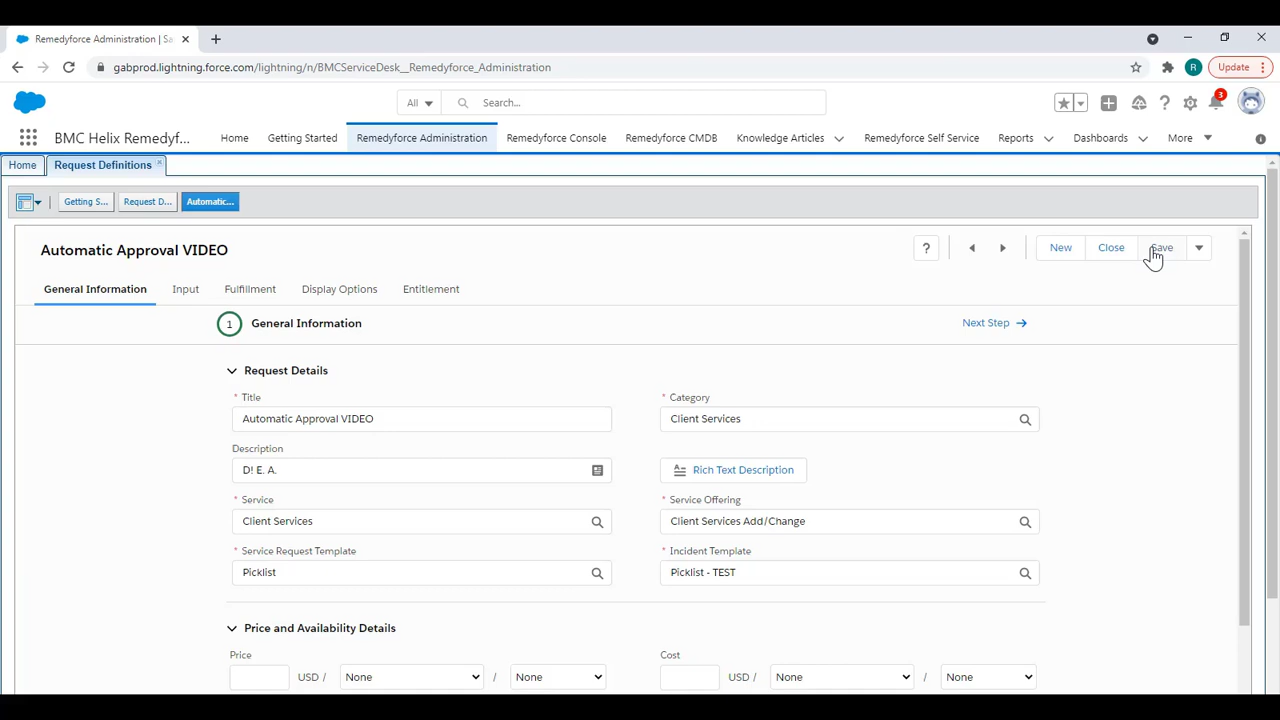 Remedyforce Administration | Sa
gabprod.lightning.force.com/lightning/n/BMCServiceDesk__Remedyforce_Administration
R
Update
All
Search...
3
BMC Helix Remedyf...
Home
Getting Started
Remedyforce Administration
Remedyforce Console
Remedyforce CMDB
Knowledge Articles
Remedyforce Self Service
Reports
Dashboards
More
Home
Request Definitions
Getting S...
Request D...
Automatic...
Automatic Approval VIDEO
?
New
Close
Save
General Information
Input
Fulfillment
Display Options
Entitlement
1
General Information
Next Step
Request Details
* Title
* Category
Automatic Approval VIDEO
Client Services
Description
D! E. A.
Rich Text Description
* Service
* Service Offering
Client Services
Client Services Add/Change
* Service Request Template
* Incident Template
Picklist
Picklist - TEST
Price and Availability Details
Price
Cost
USD /
None
/
None
USD /
None
/
None